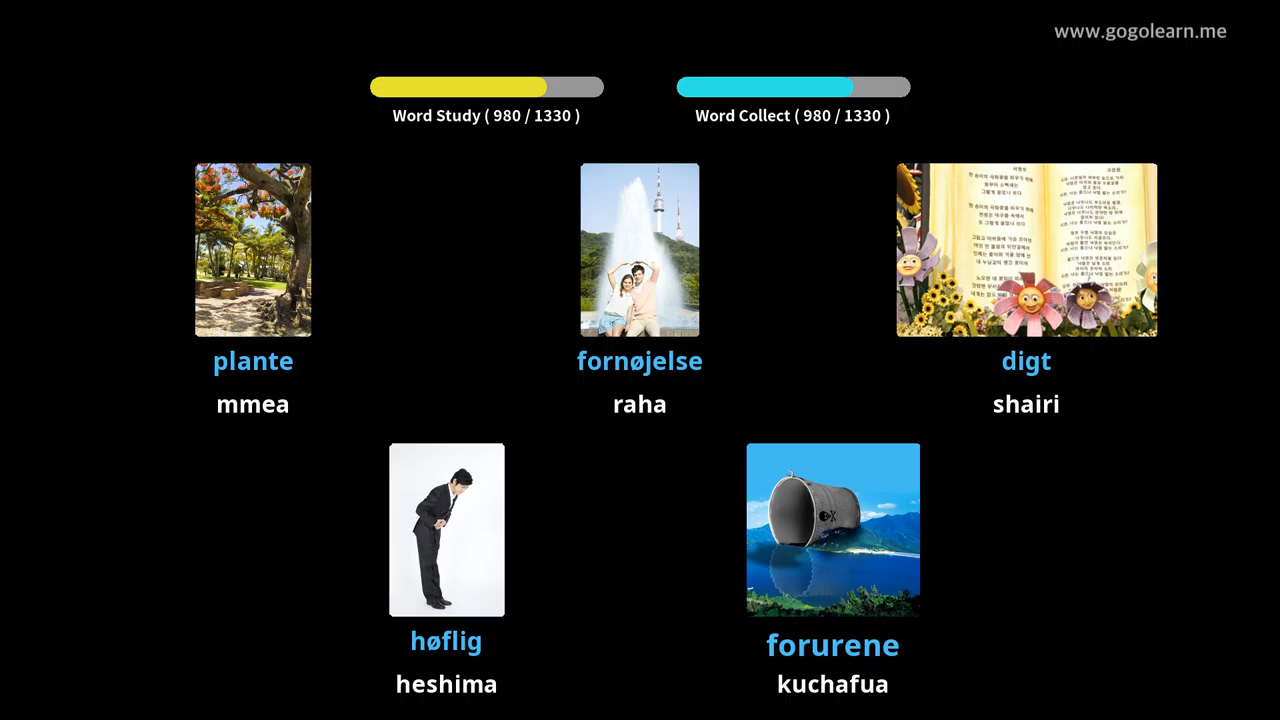 www.gogolearn.me
Word Study ( 980 / 1330 )
Word Collect ( 980 / 1330 )
plante
fornøjelse
digt
mmea
raha
shairi
høflig
forurene
heshima
kuchafua